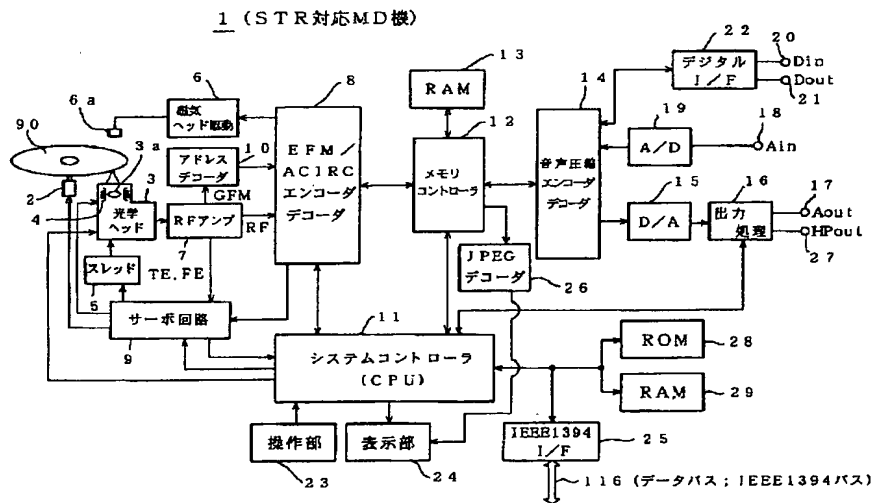 1 (STR対応MD機)
22
20
デジタル
I/F
Din
Dout
21
13
RAM
14
6
8
6a
磁気
ヘッド駆動
12
19
18
A/D
Ain
90
3a
アドレス
デコーダ
10
EFM/
ACIRC
エンコーダ
デコーダ
メモリ
コントローラ
音声圧縮
エンコーダ
デコーダ
15
16
17
2
3
GFM
4
光学
ヘッド
RFアンプ
RF
7
D/A
出力
処理
Aout
HPout
27
JPEG
デコーダ
26
スレッド
5
TE,FE
サーボ回路
9
11
システムコントローラ
(CPU)
ROM
28
RAM
29
操作部
23
表示部
24
IEEE1394
I/F
25
116 (データバス;IEEE1394バス)